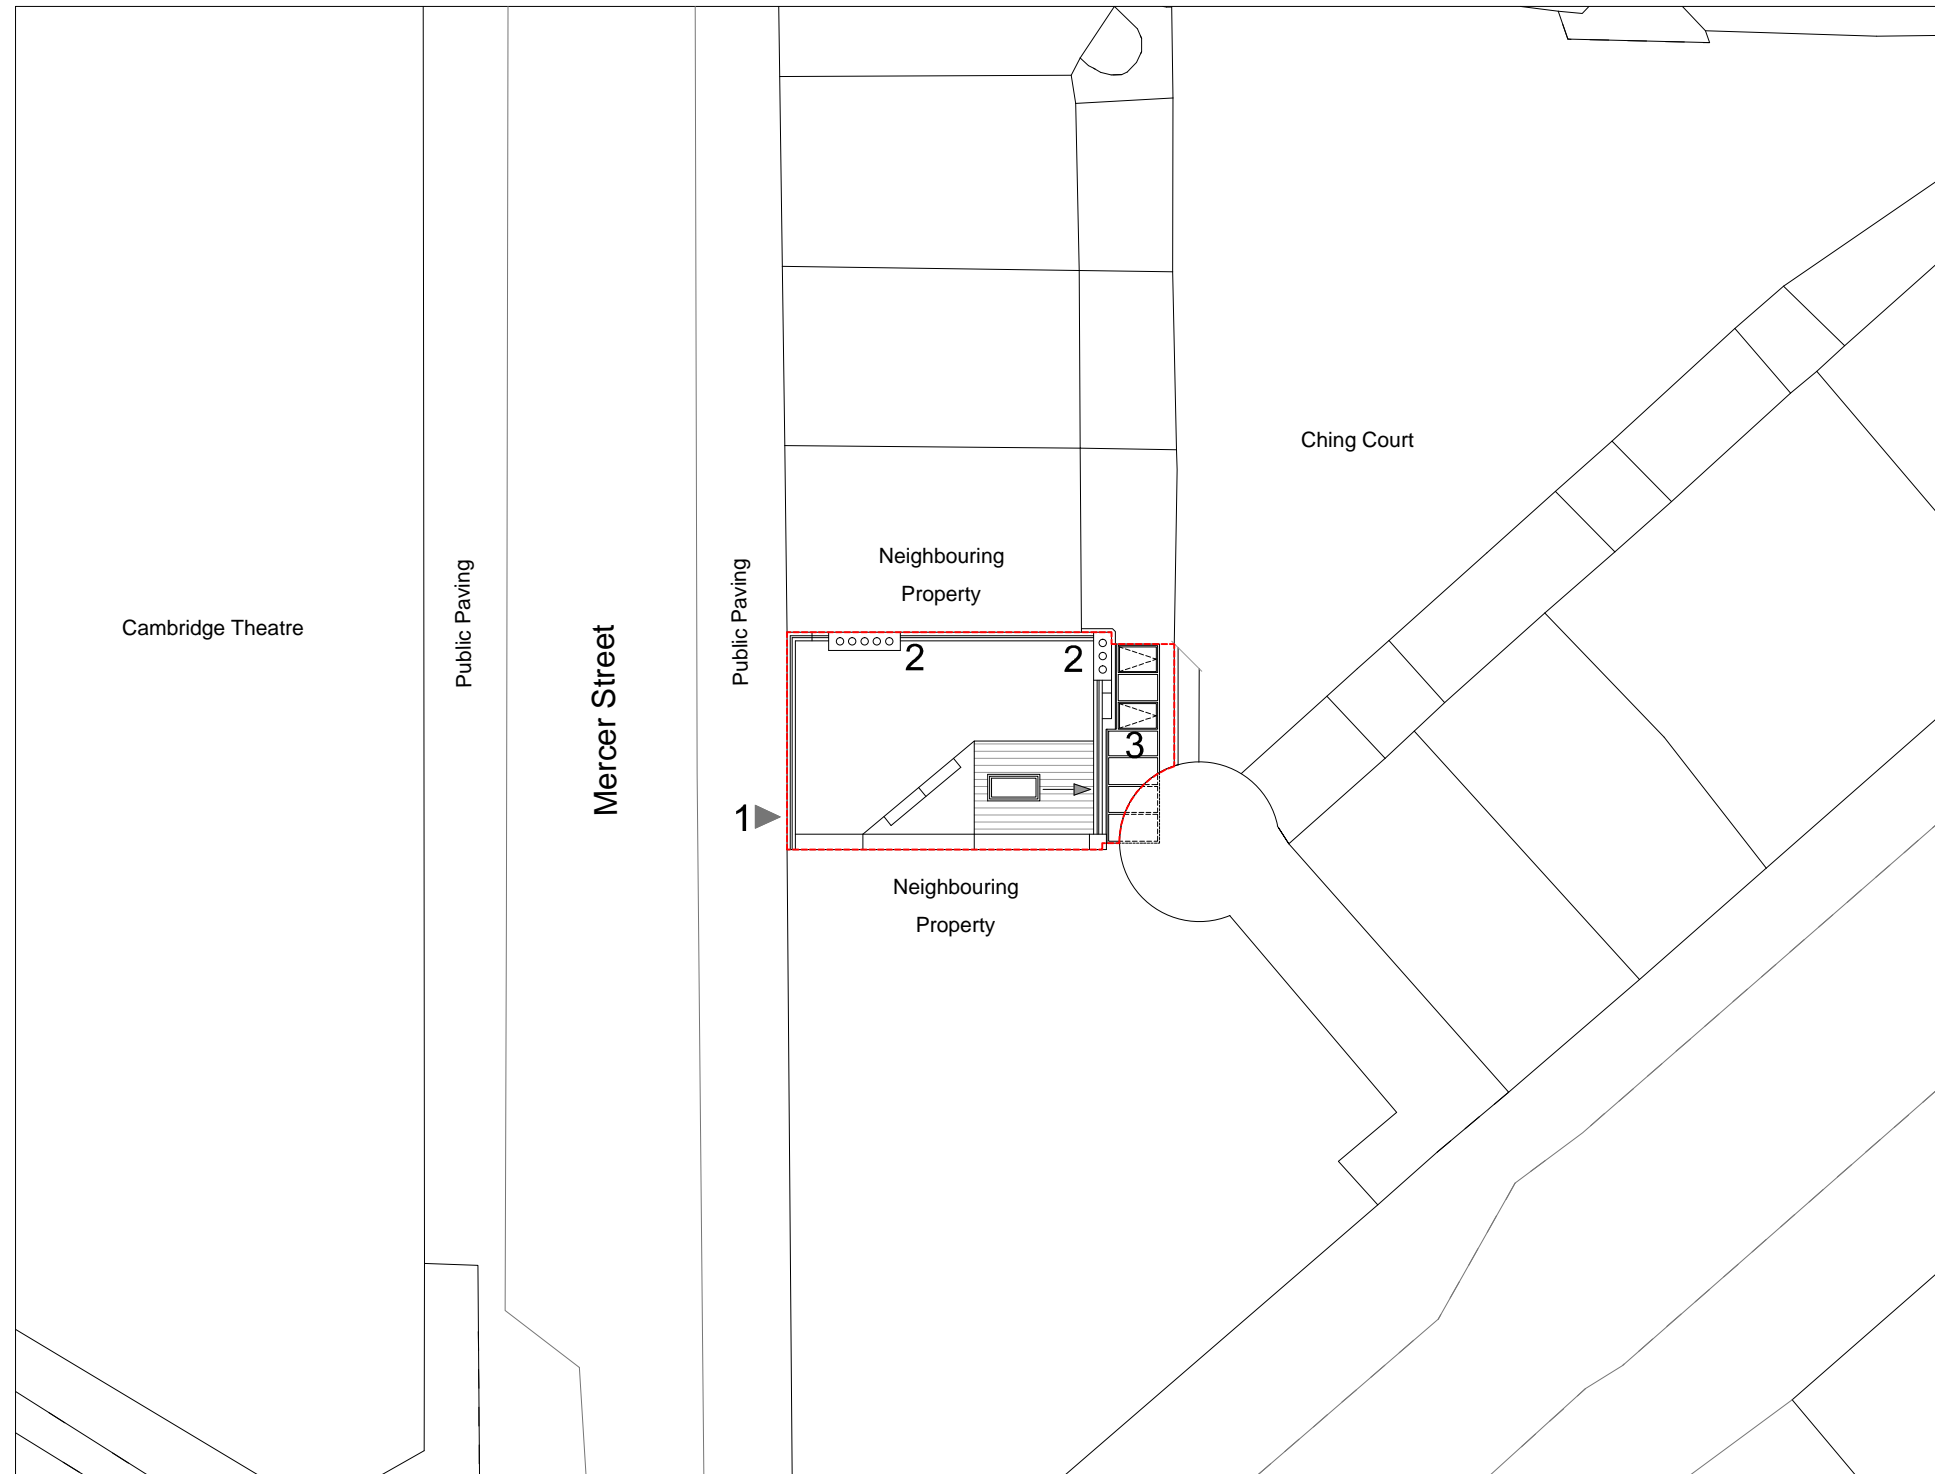 Ching Court
Neighbouring
Property
Cambridge Theatre
Public Paving
Mercer Street
Public Paving
2
2
3
1
Neighbouring
Property